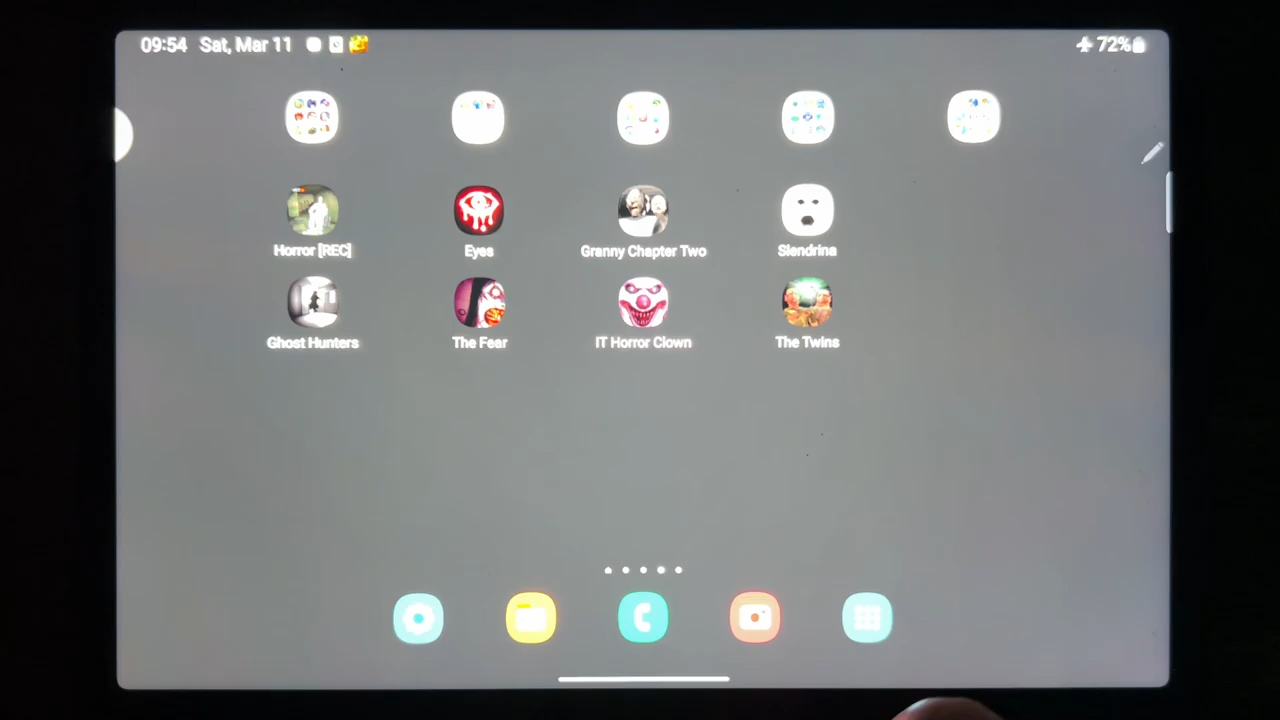 09:54 Sat, Mar 11 72%
Horror [REC] Eyes Granny Chapter Two Slendrina
Ghost Hunters The Fear IT Horror Clown The Twins